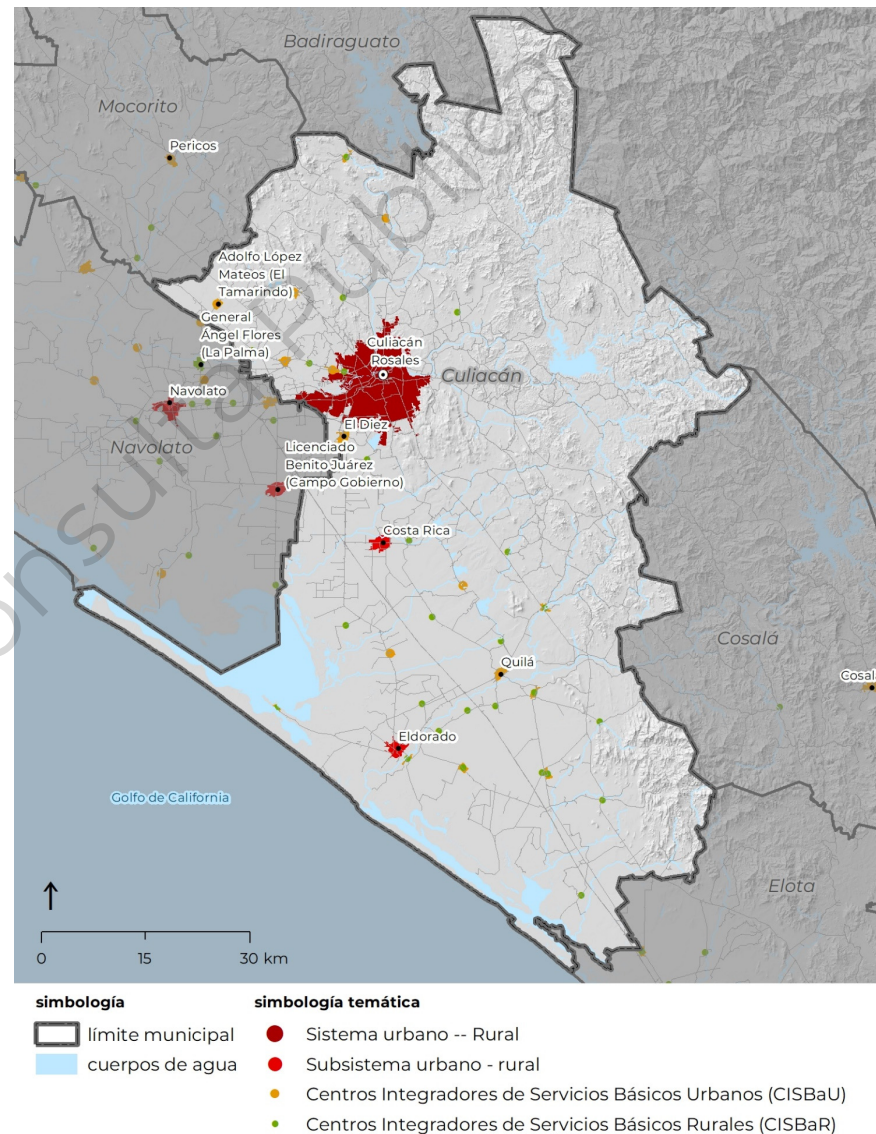 Badiraguato
Mocorito
Pericos
Adolfo López
Mateos (El
Tamarindo)
General
Ángel Flores
(La Palma)
Culiacán
Rosales
Culiacán
Navolato
El Diez
Navolato
Licenciado
Benito Juárez
(Campo Gobierno)
Costa Rica
Cosalá
Quilá
Cosalá
Eldorado
Golfo de California
Elota
0 15 30 km
Consulta Pública
simbología
límite municipal
cuerpos de agua
simbología temática
Sistema urbano -- Rural
Subsistema urbano - rural
Centros Integradores de Servicios Básicos Urbanos (CISBaU)
Centros Integradores de Servicios Básicos Rurales (CISBaR)